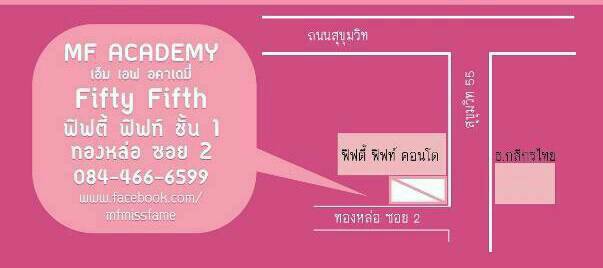 MF ACADEMY
เอ็ม เอฟ อคาเดมี่
Fifty Fifth
ฟิฟตี้ ฟิฟท์ ชั้น 1
ทองหล่อ ซอย 2
084-466-6599
www.facebook.com/
mfmissfame
ถนนสุขุมวิท
สุขุมวิท 55
ฟิฟตี้ ฟิฟท์ คอนโด
ธ.กสิกรไทย
ทองหล่อ ซอย 2